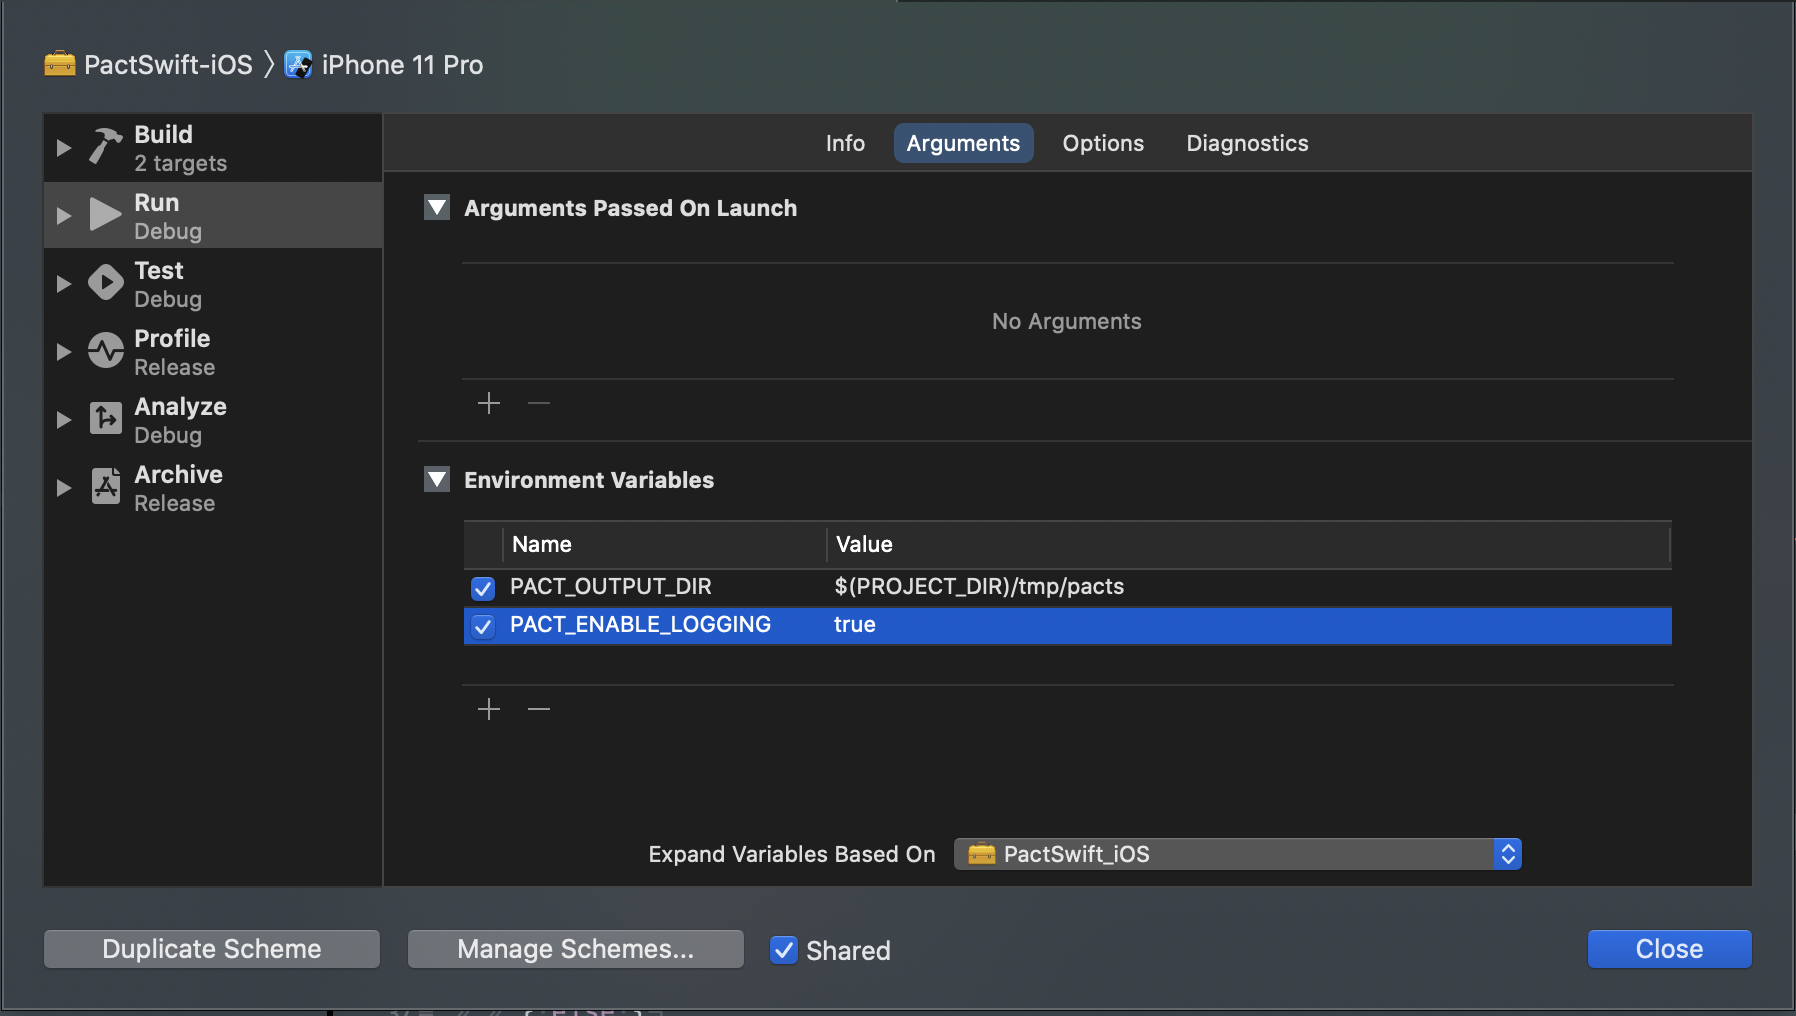 PactSwift-iOS 〉 iPhone 11 Pro
Build
2 targets
Run
Debug
Test
Debug
Profile
Release
Analyze
Debug
Archive
Release
Info Arguments Options Diagnostics
Arguments Passed On Launch
No Arguments
Environment Variables
Name Value
PACT_OUTPUT_DIR $(PROJECT_DIR)/tmp/pacts
PACT_ENABLE_LOGGING true
Expand Variables Based On PactSwift_iOS
Duplicate Scheme Manage Schemes... Shared Close